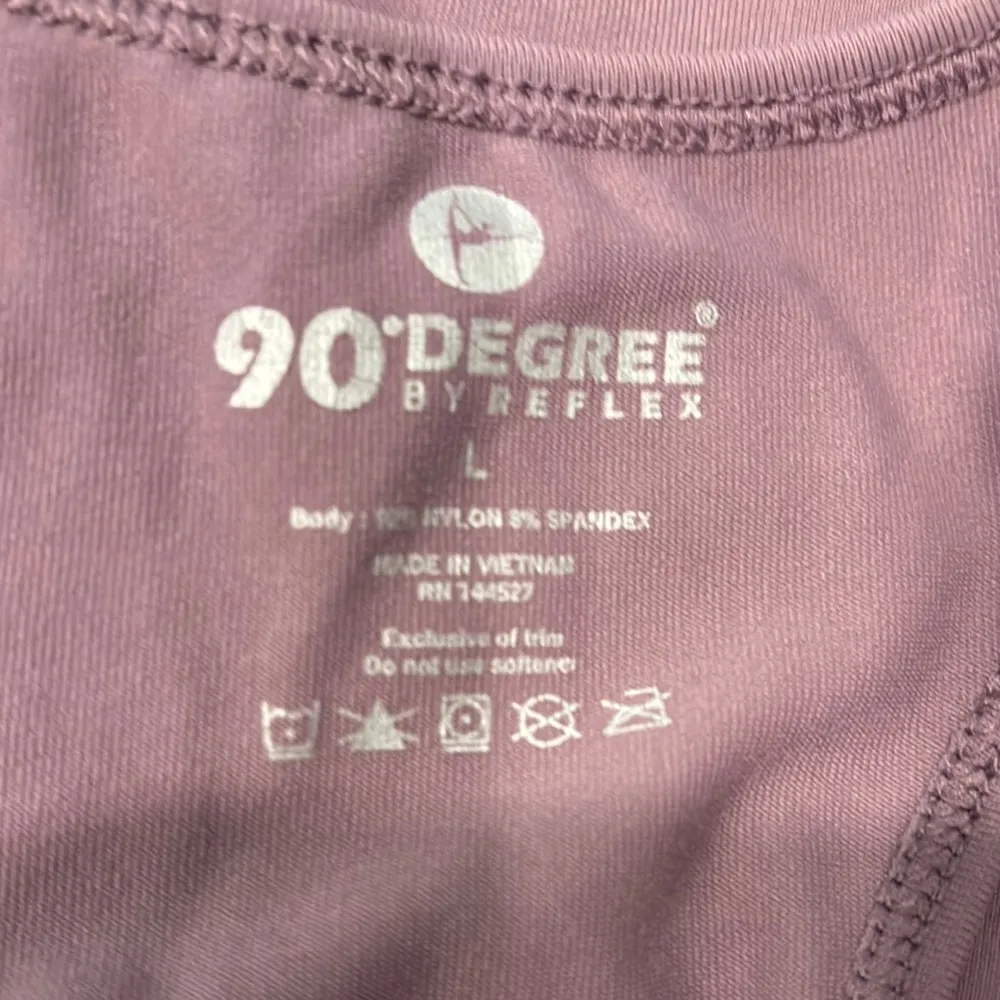 90°DEGREE®
BY REFLEX
L
Body : NYLON 8% SPANDEX
MADE IN VIETNAM
RN 144527
Exclusive of trim
Do not use softener